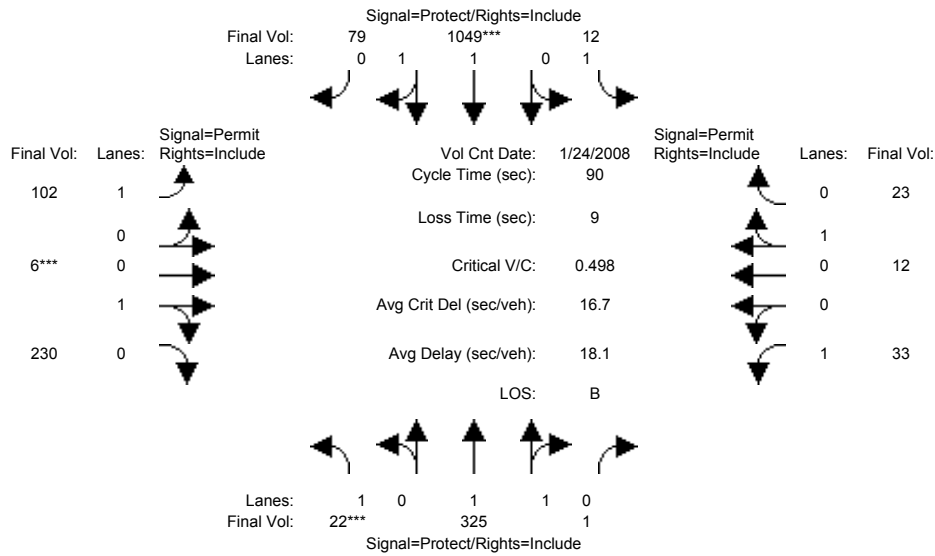 Signal=Protect/Rights=Include
Final Vol: 79 1049*** 12
Lanes: 0 1 1 0 1
Signal=Permit Signal=Permit
Final Vol: Lanes: Rights=Include Vol Cnt Date: 1/24/2008 Rights=Include Lanes: Final Vol:
Cycle Time (sec): 90
102 1 0 23
Loss Time (sec): 9
0 1
6*** 0 Critical V/C: 0.498 0 12
1 Avg Crit Del (sec/veh): 16.7 0
230 0 Avg Delay (sec/veh): 18.1 1 33
LOS: B
Lanes: 1 0 1 1 0
Final Vol: 22*** 325 1
Signal=Protect/Rights=Include